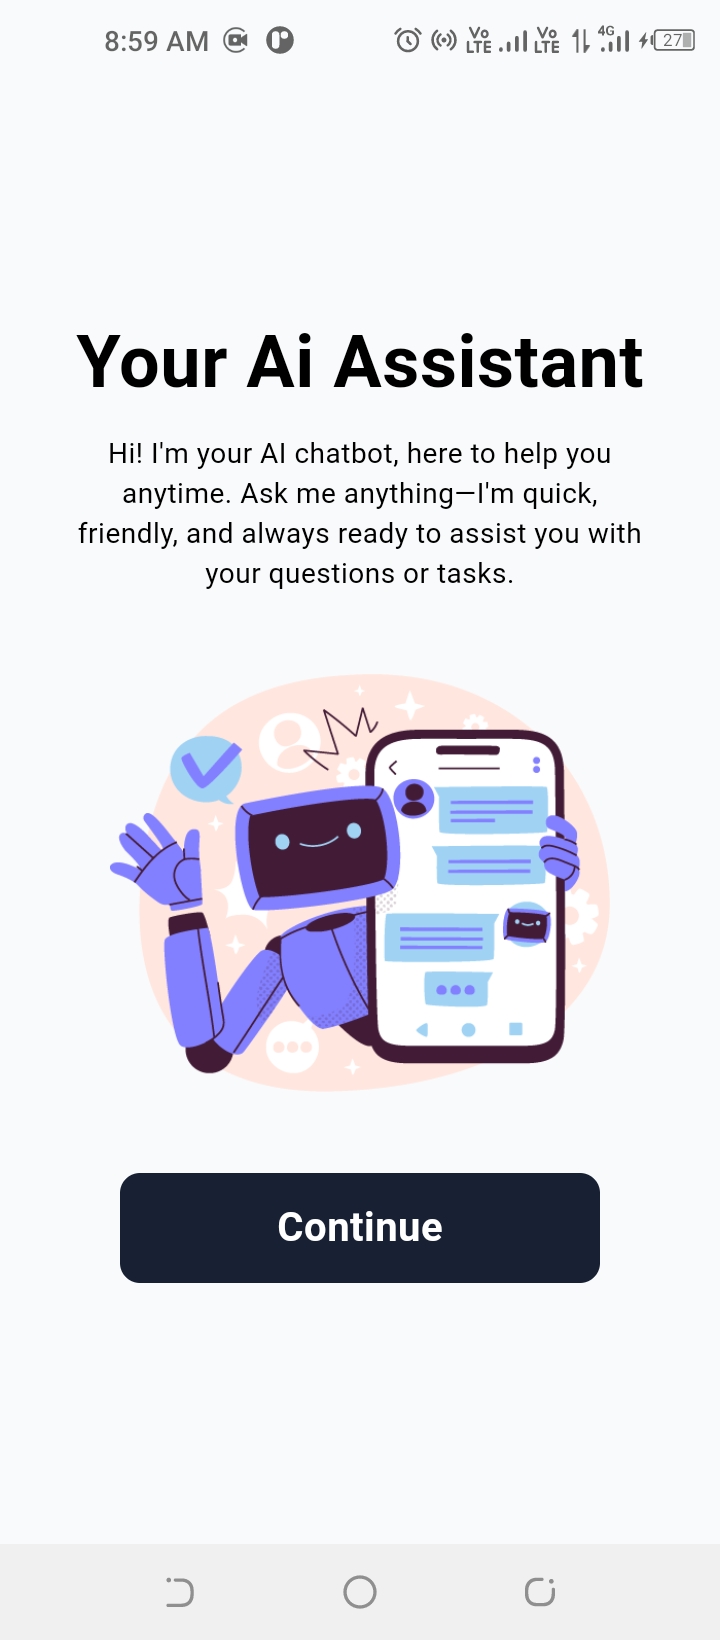 8:59 AM
Vo LTE Vo LTE 4G 27
Your Ai Assistant
Hi! I'm your AI chatbot, here to help you
anytime. Ask me anything—I'm quick,
friendly, and always ready to assist you with
your questions or tasks.
Continue